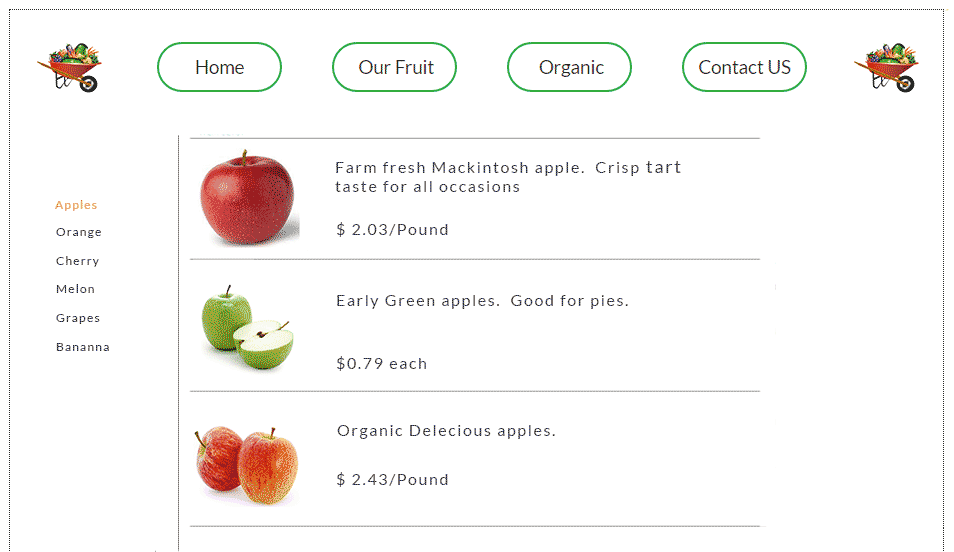 Home
Our Fruit
Organic
Contact US
Apples
Orange
Cherry
Melon
Grapes
Bananna
Farm fresh Mackintosh apple. Crisp tart
taste for all occasions
$ 2.03/Pound
Early Green apples. Good for pies.
$0.79 each
Organic Delecious apples.
$ 2.43/Pound